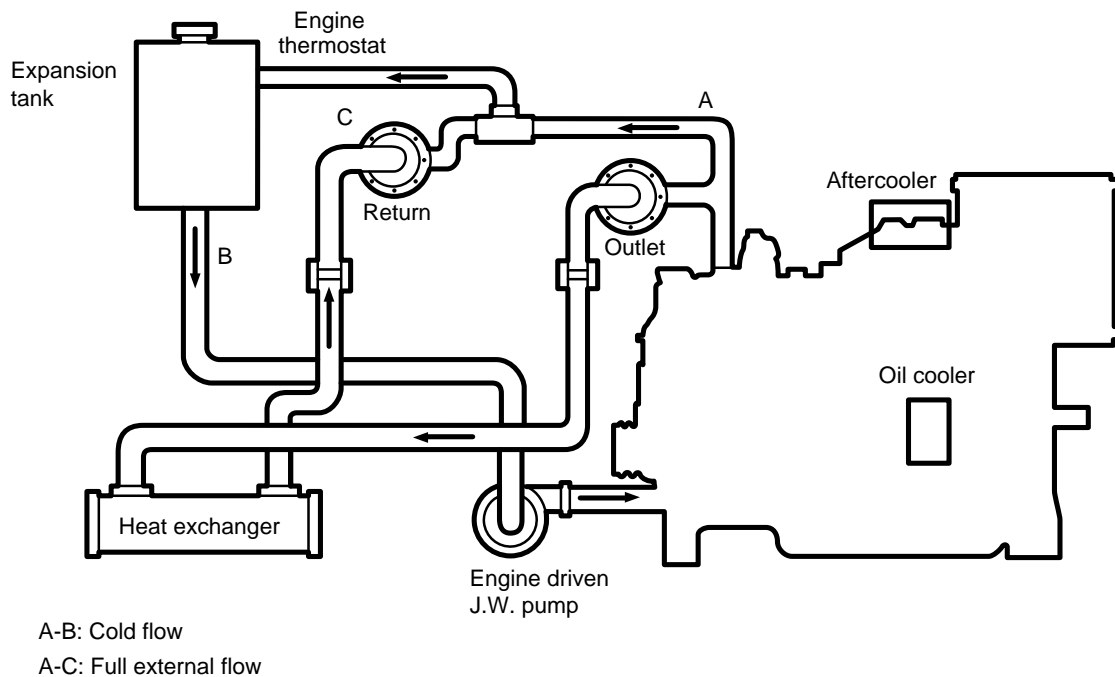 Engine
thermostat
Expansion
tank
A
C
Aftercooler
Return
Outlet
B
Oil cooler
Heat exchanger
Engine driven
J.W. pump
A-B: Cold flow
A-C: Full external flow